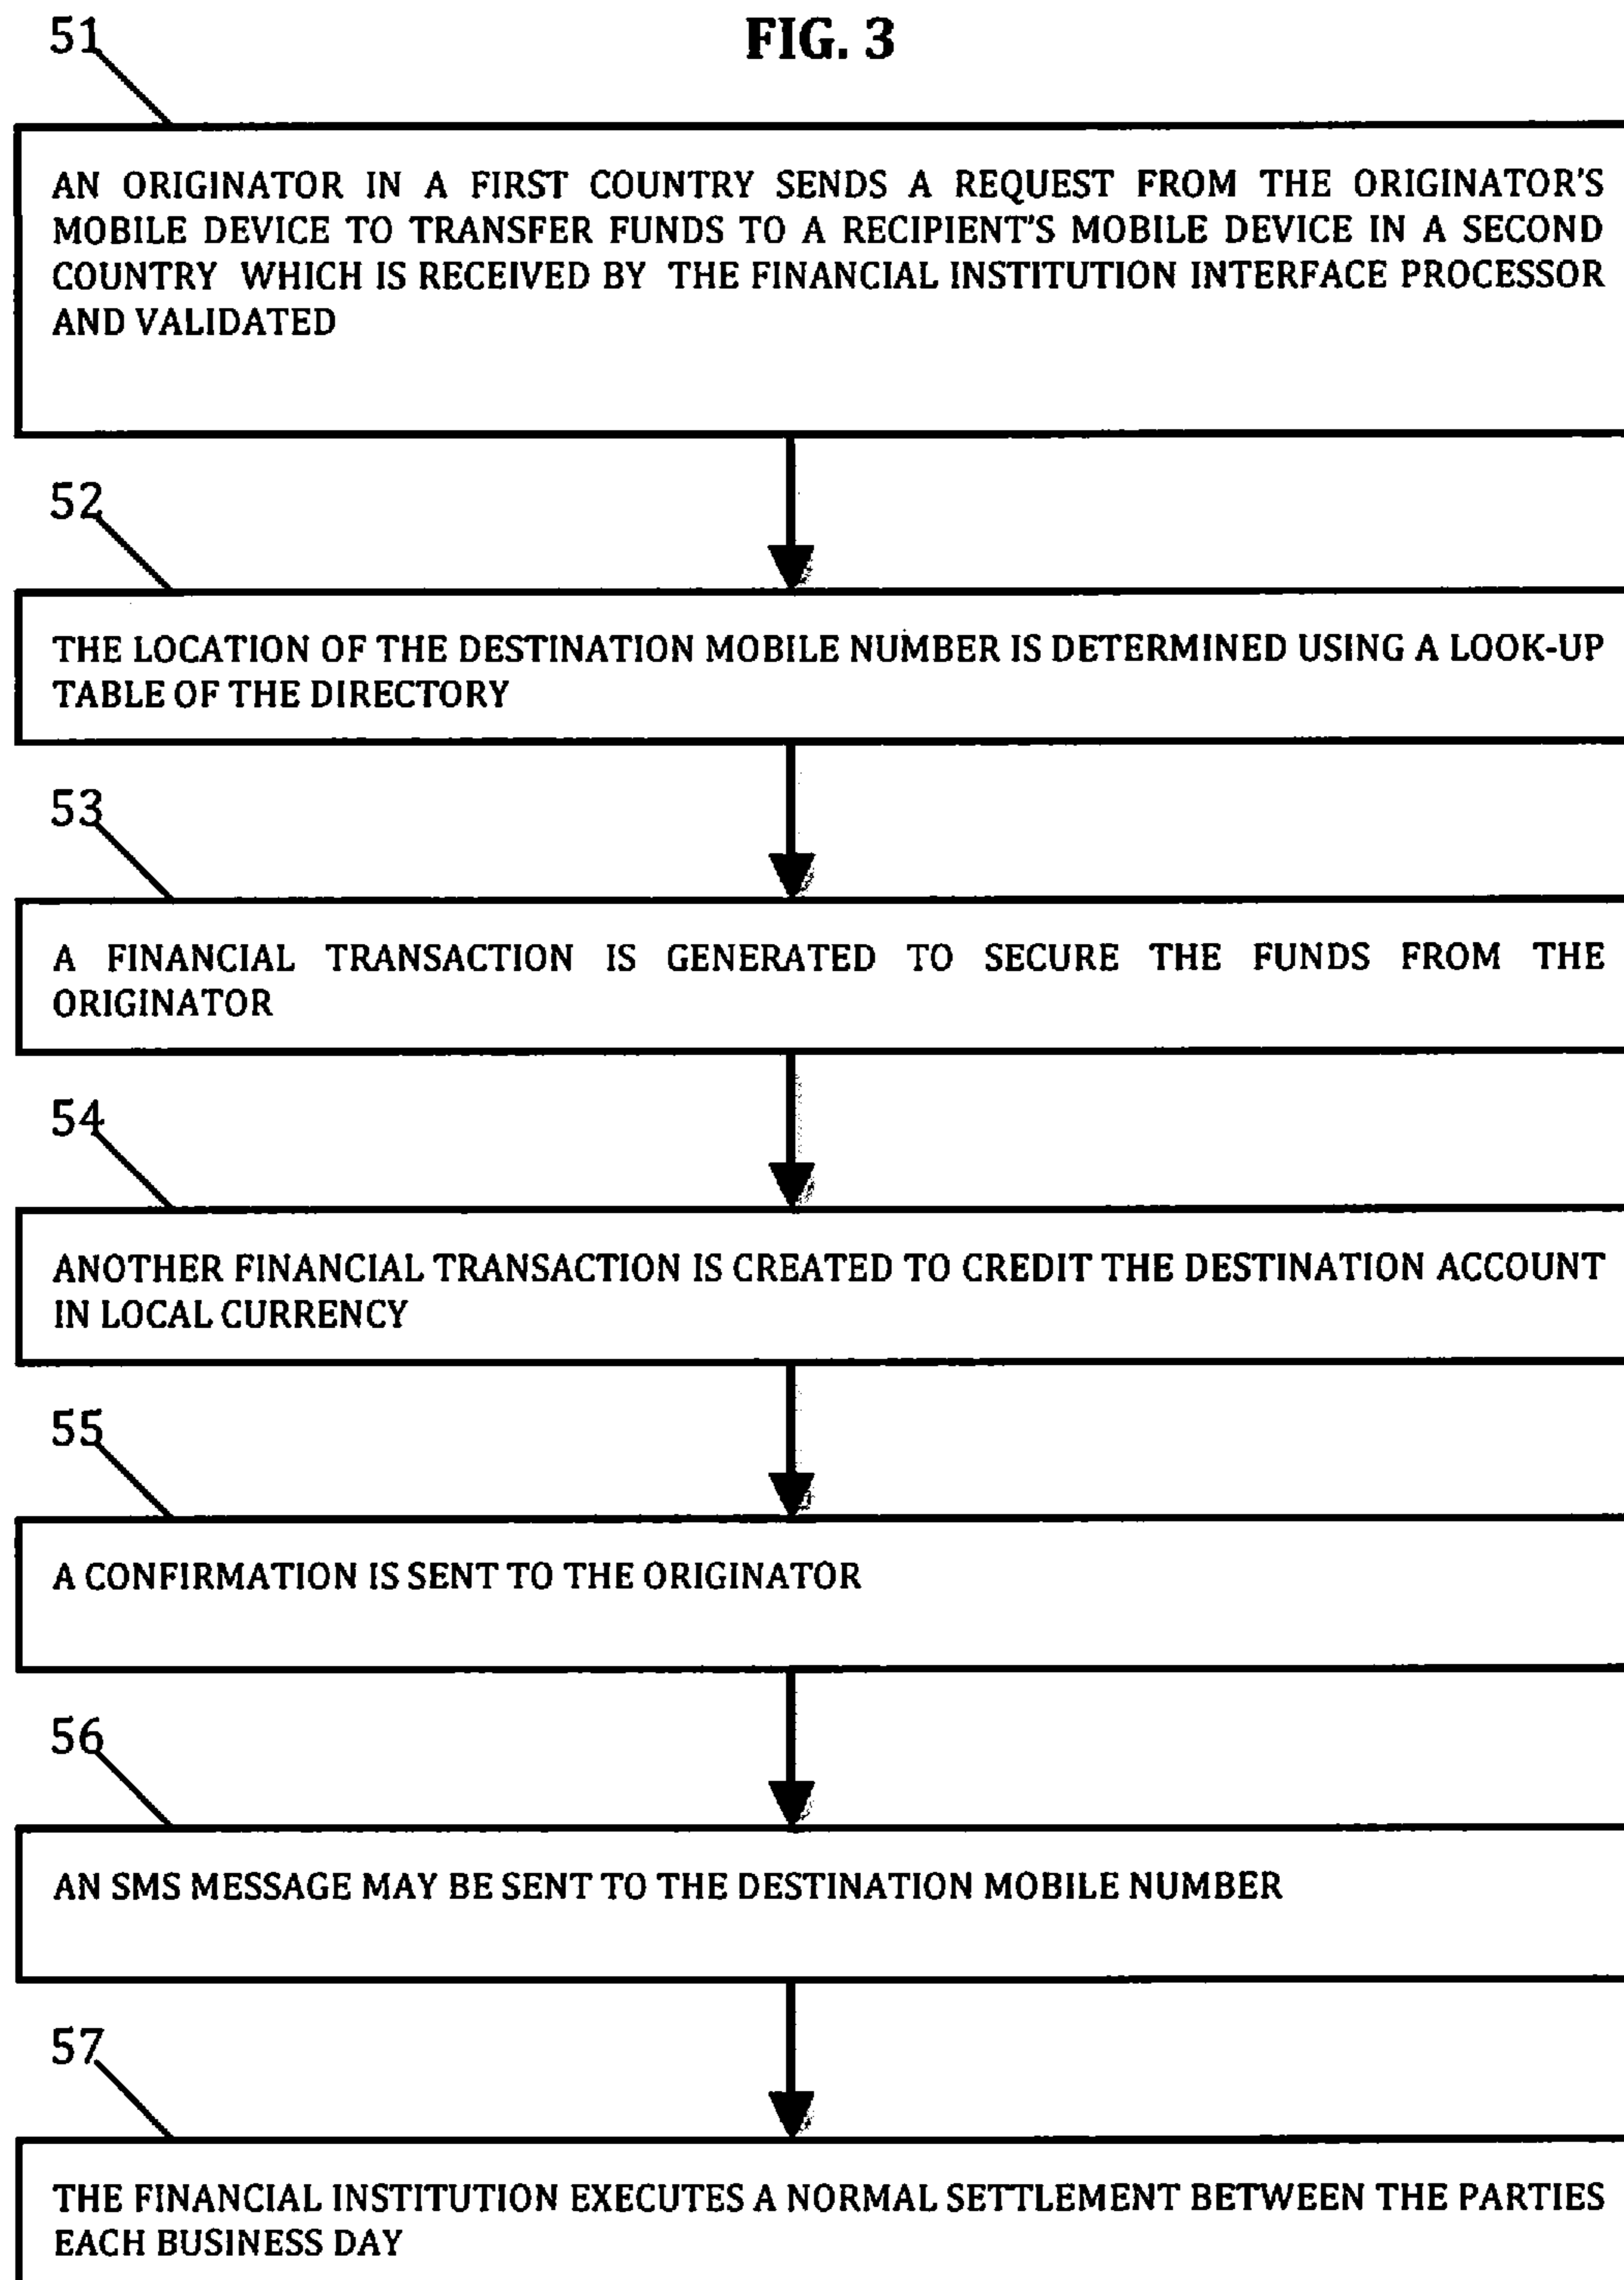 51
FIG. 3
AN ORIGINATOR IN A FIRST COUNTRY SENDS A REQUEST FROM THE ORIGINATOR'S
MOBILE DEVICE TO TRANSFER FUNDS TO A RECIPIENT'S MOBILE DEVICE IN A SECOND
COUNTRY WHICH IS RECEIVED BY THE FINANCIAL INSTITUTION INTERFACE PROCESSOR
AND VALIDATED
52
THE LOCATION OF THE DESTINATION MOBILE NUMBER IS DETERMINED USING A LOOK-UP
TABLE OF THE DIRECTORY
53
A FINANCIAL TRANSACTION IS GENERATED TO SECURE THE FUNDS FROM THE
ORIGINATOR
54
ANOTHER FINANCIAL TRANSACTION IS CREATED TO CREDIT THE DESTINATION ACCOUNT
IN LOCAL CURRENCY
55
A CONFIRMATION IS SENT TO THE ORIGINATOR
56
AN SMS MESSAGE MAY BE SENT TO THE DESTINATION MOBILE NUMBER
57
THE FINANCIAL INSTITUTION EXECUTES A NORMAL SETTLEMENT BETWEEN THE PARTIES
EACH BUSINESS DAY